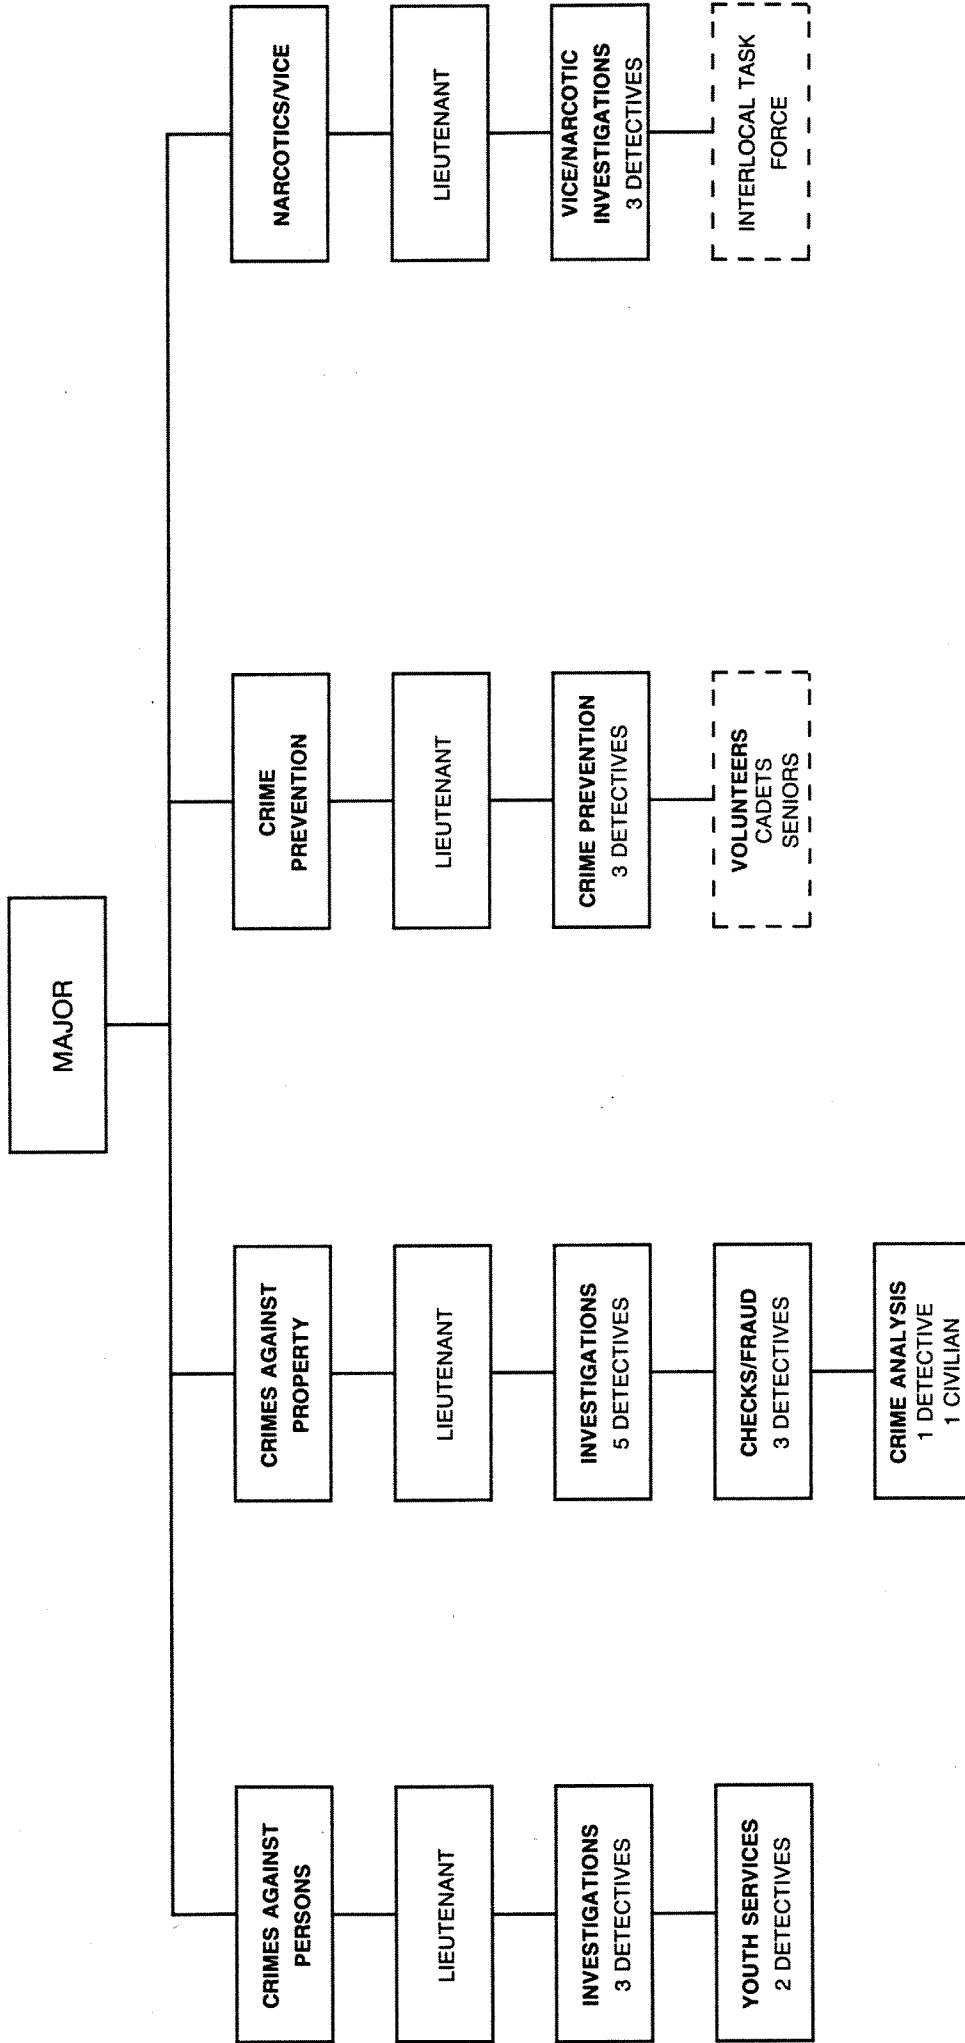 MAJOR
CRIMES AGAINST
PERSONS
LIEUTENANT
INVESTIGATIONS
3 DETECTIVES
YOUTH SERVICES
2 DETECTIVES
CRIMES AGAINST
PROPERTY
LIEUTENANT
INVESTIGATIONS
5 DETECTIVES
CHECKS/FRAUD
3 DETECTIVES
CRIME ANALYSIS
1 DETECTIVE
1 CIVILIAN
CRIME
PREVENTION
LIEUTENANT
CRIME PREVENTION
3 DETECTIVES
VOLUNTEERS
CADETS
SENIORS
NARCOTICS/VICE
LIEUTENANT
VICE/NARCOTIC
INVESTIGATIONS
3 DETECTIVES
INTERLOCAL TASK
FORCE